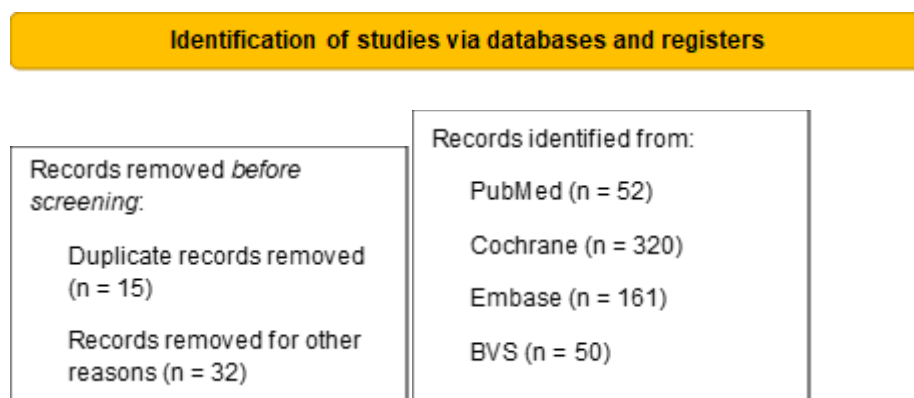 Identification of studies via databases and registers
Records removed before
screening:
Duplicate records removed
(n = 15)
Records removed for other
reasons (n = 32)
Records identified from:
PubMed (n = 52)
Cochrane (n = 320)
Embase (n = 161)
BVS (n = 50)